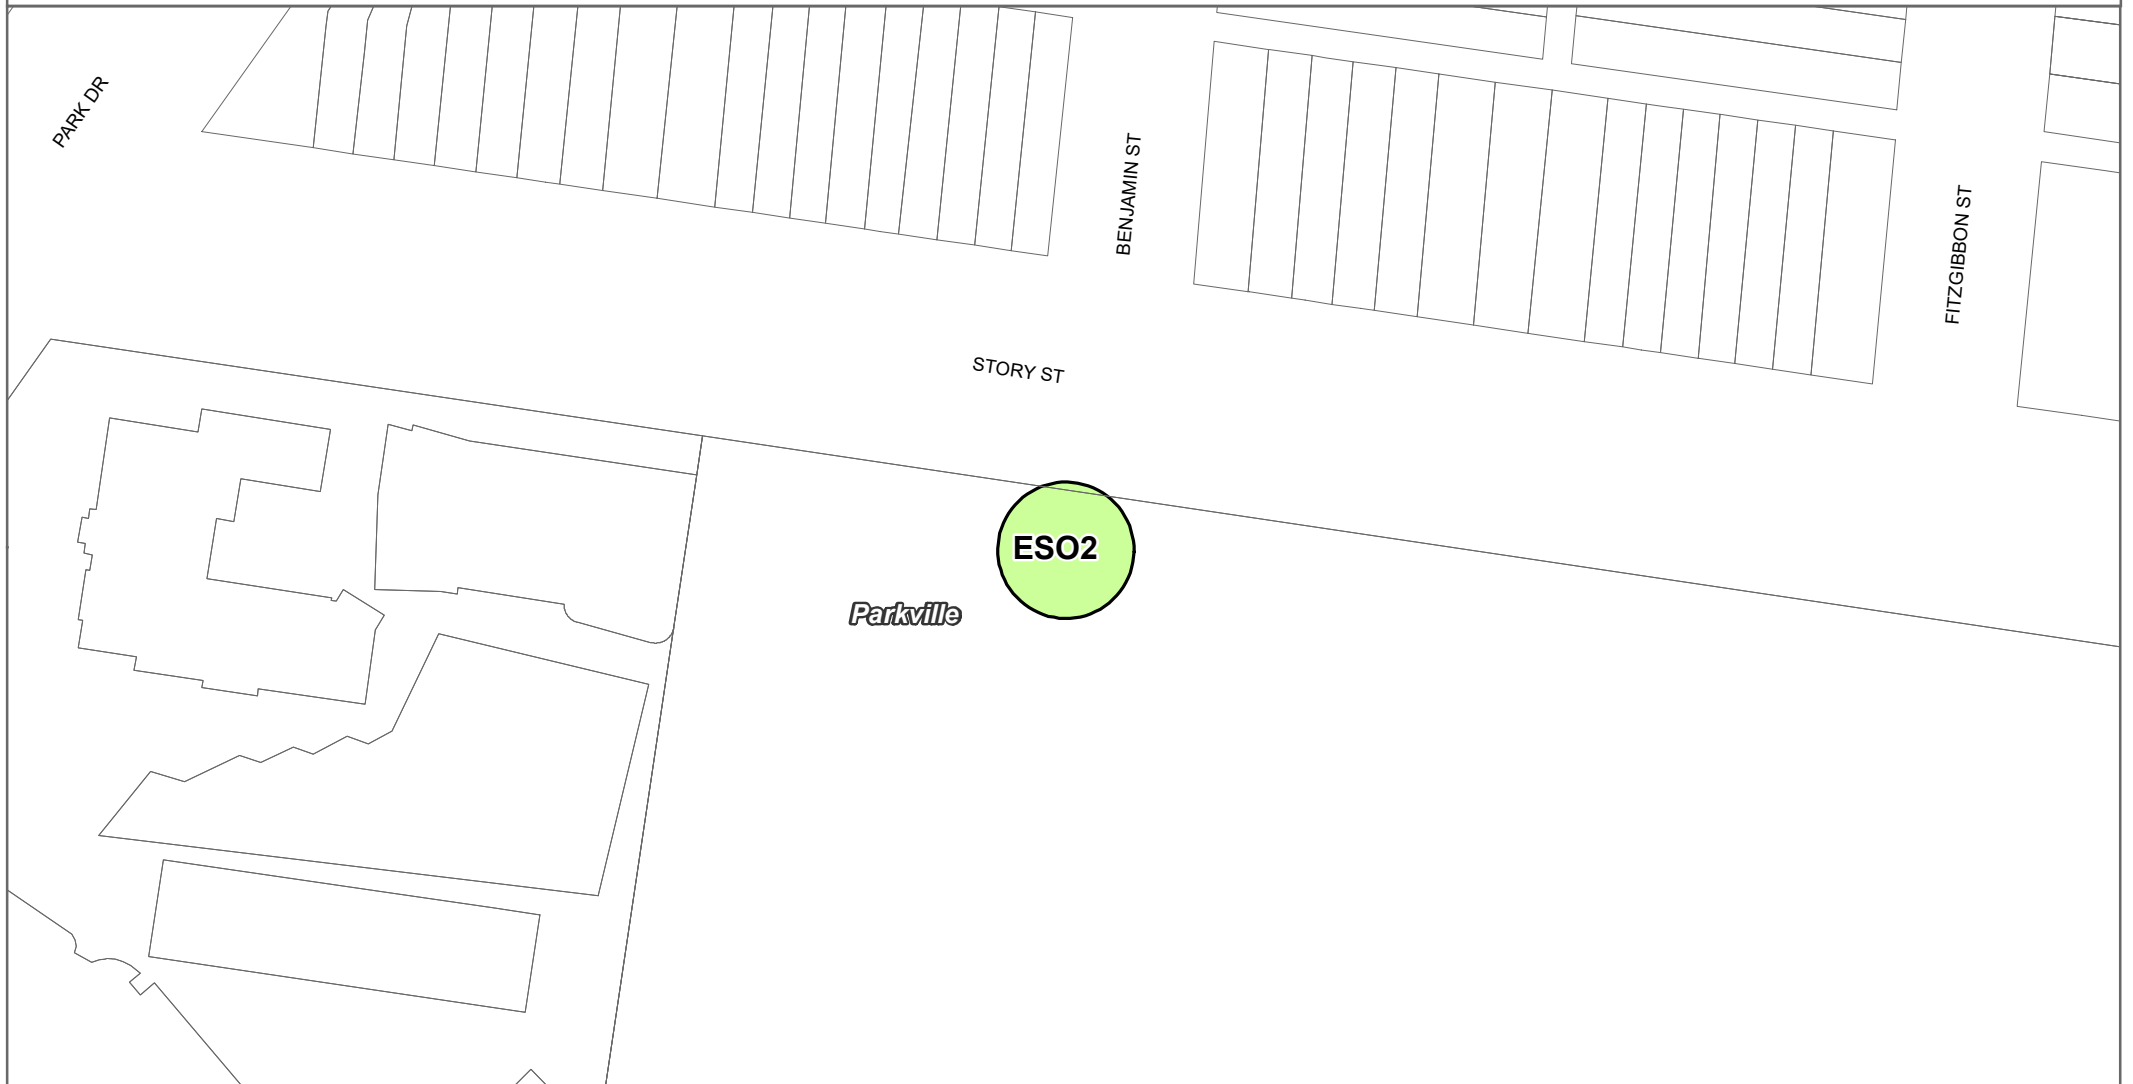 PARK DR
BENJAMIN ST
FITZGIBBON ST
STORY ST
ESO2
Parkville